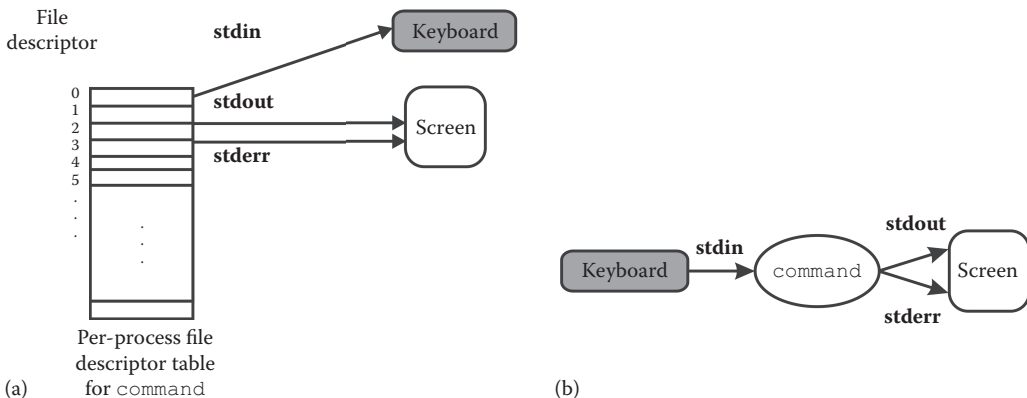 File
descriptor
stdin
Keyboard
0
1
2
3
4
5
.
.
.
stdout
Screen
stderr
.
.
.
Per-process file
descriptor table
for command
(a)
Keyboard
stdin
command
stdout
stderr
Screen
(b)